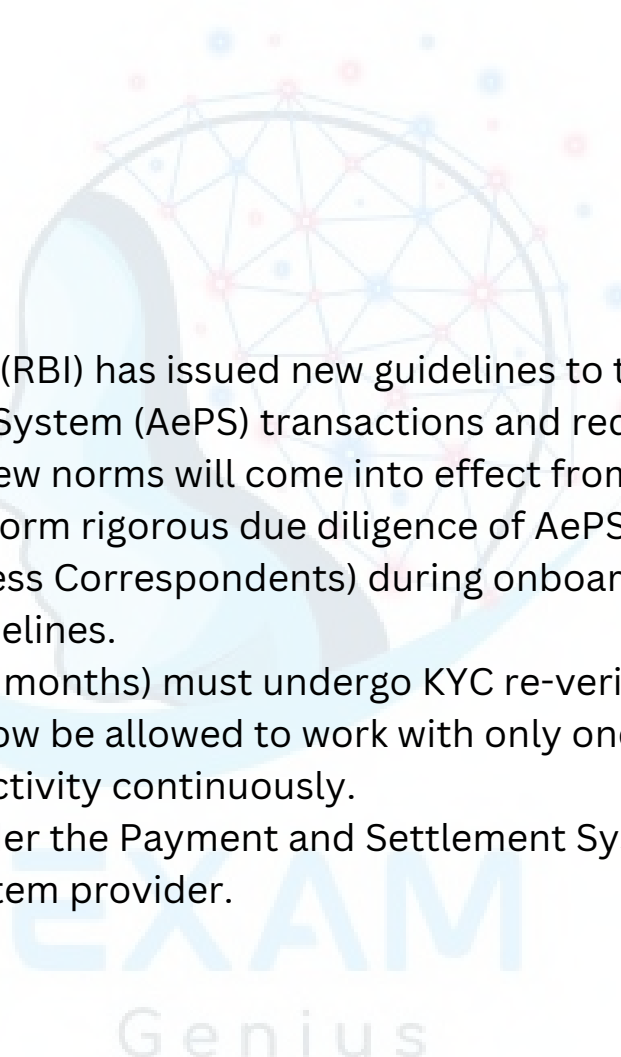 (RBI) has issued new guidelines to t
System (AePS) transactions and red
ew norms will come into effect from
orm rigorous due diligence of AePS
ess Correspondents) during onboar
elines.
months) must undergo KYC re-veri
ow be allowed to work with only one
ctivity continuously.
er the Payment and Settlement Sy
tem provider.
EXAM
Genius